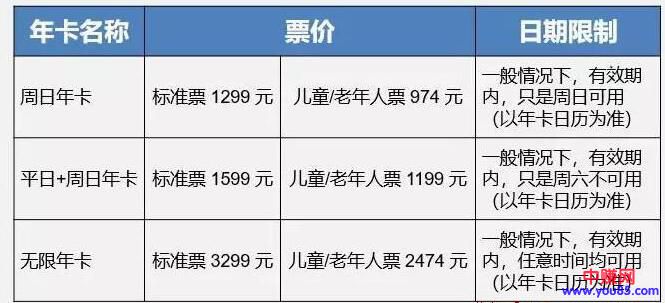 年卡名称 票价 日期限制
周日年卡 标准票 1299 元 儿童/老年人票 974 元 一般情况下，有效期
内，只是周日可用
（以年卡日历为准）
平日+周日年卡 标准票 1599 元 儿童/老年人票 1199 元 一般情况下，有效期
内，只是周六不可用
（以年卡日历为准）
无限年卡 标准票 3299 元 儿童/老年人票 2474 元 一般情况下，有效期
内，任意时间均可用
（以年卡日历为准）
中赚网
www.you85.com